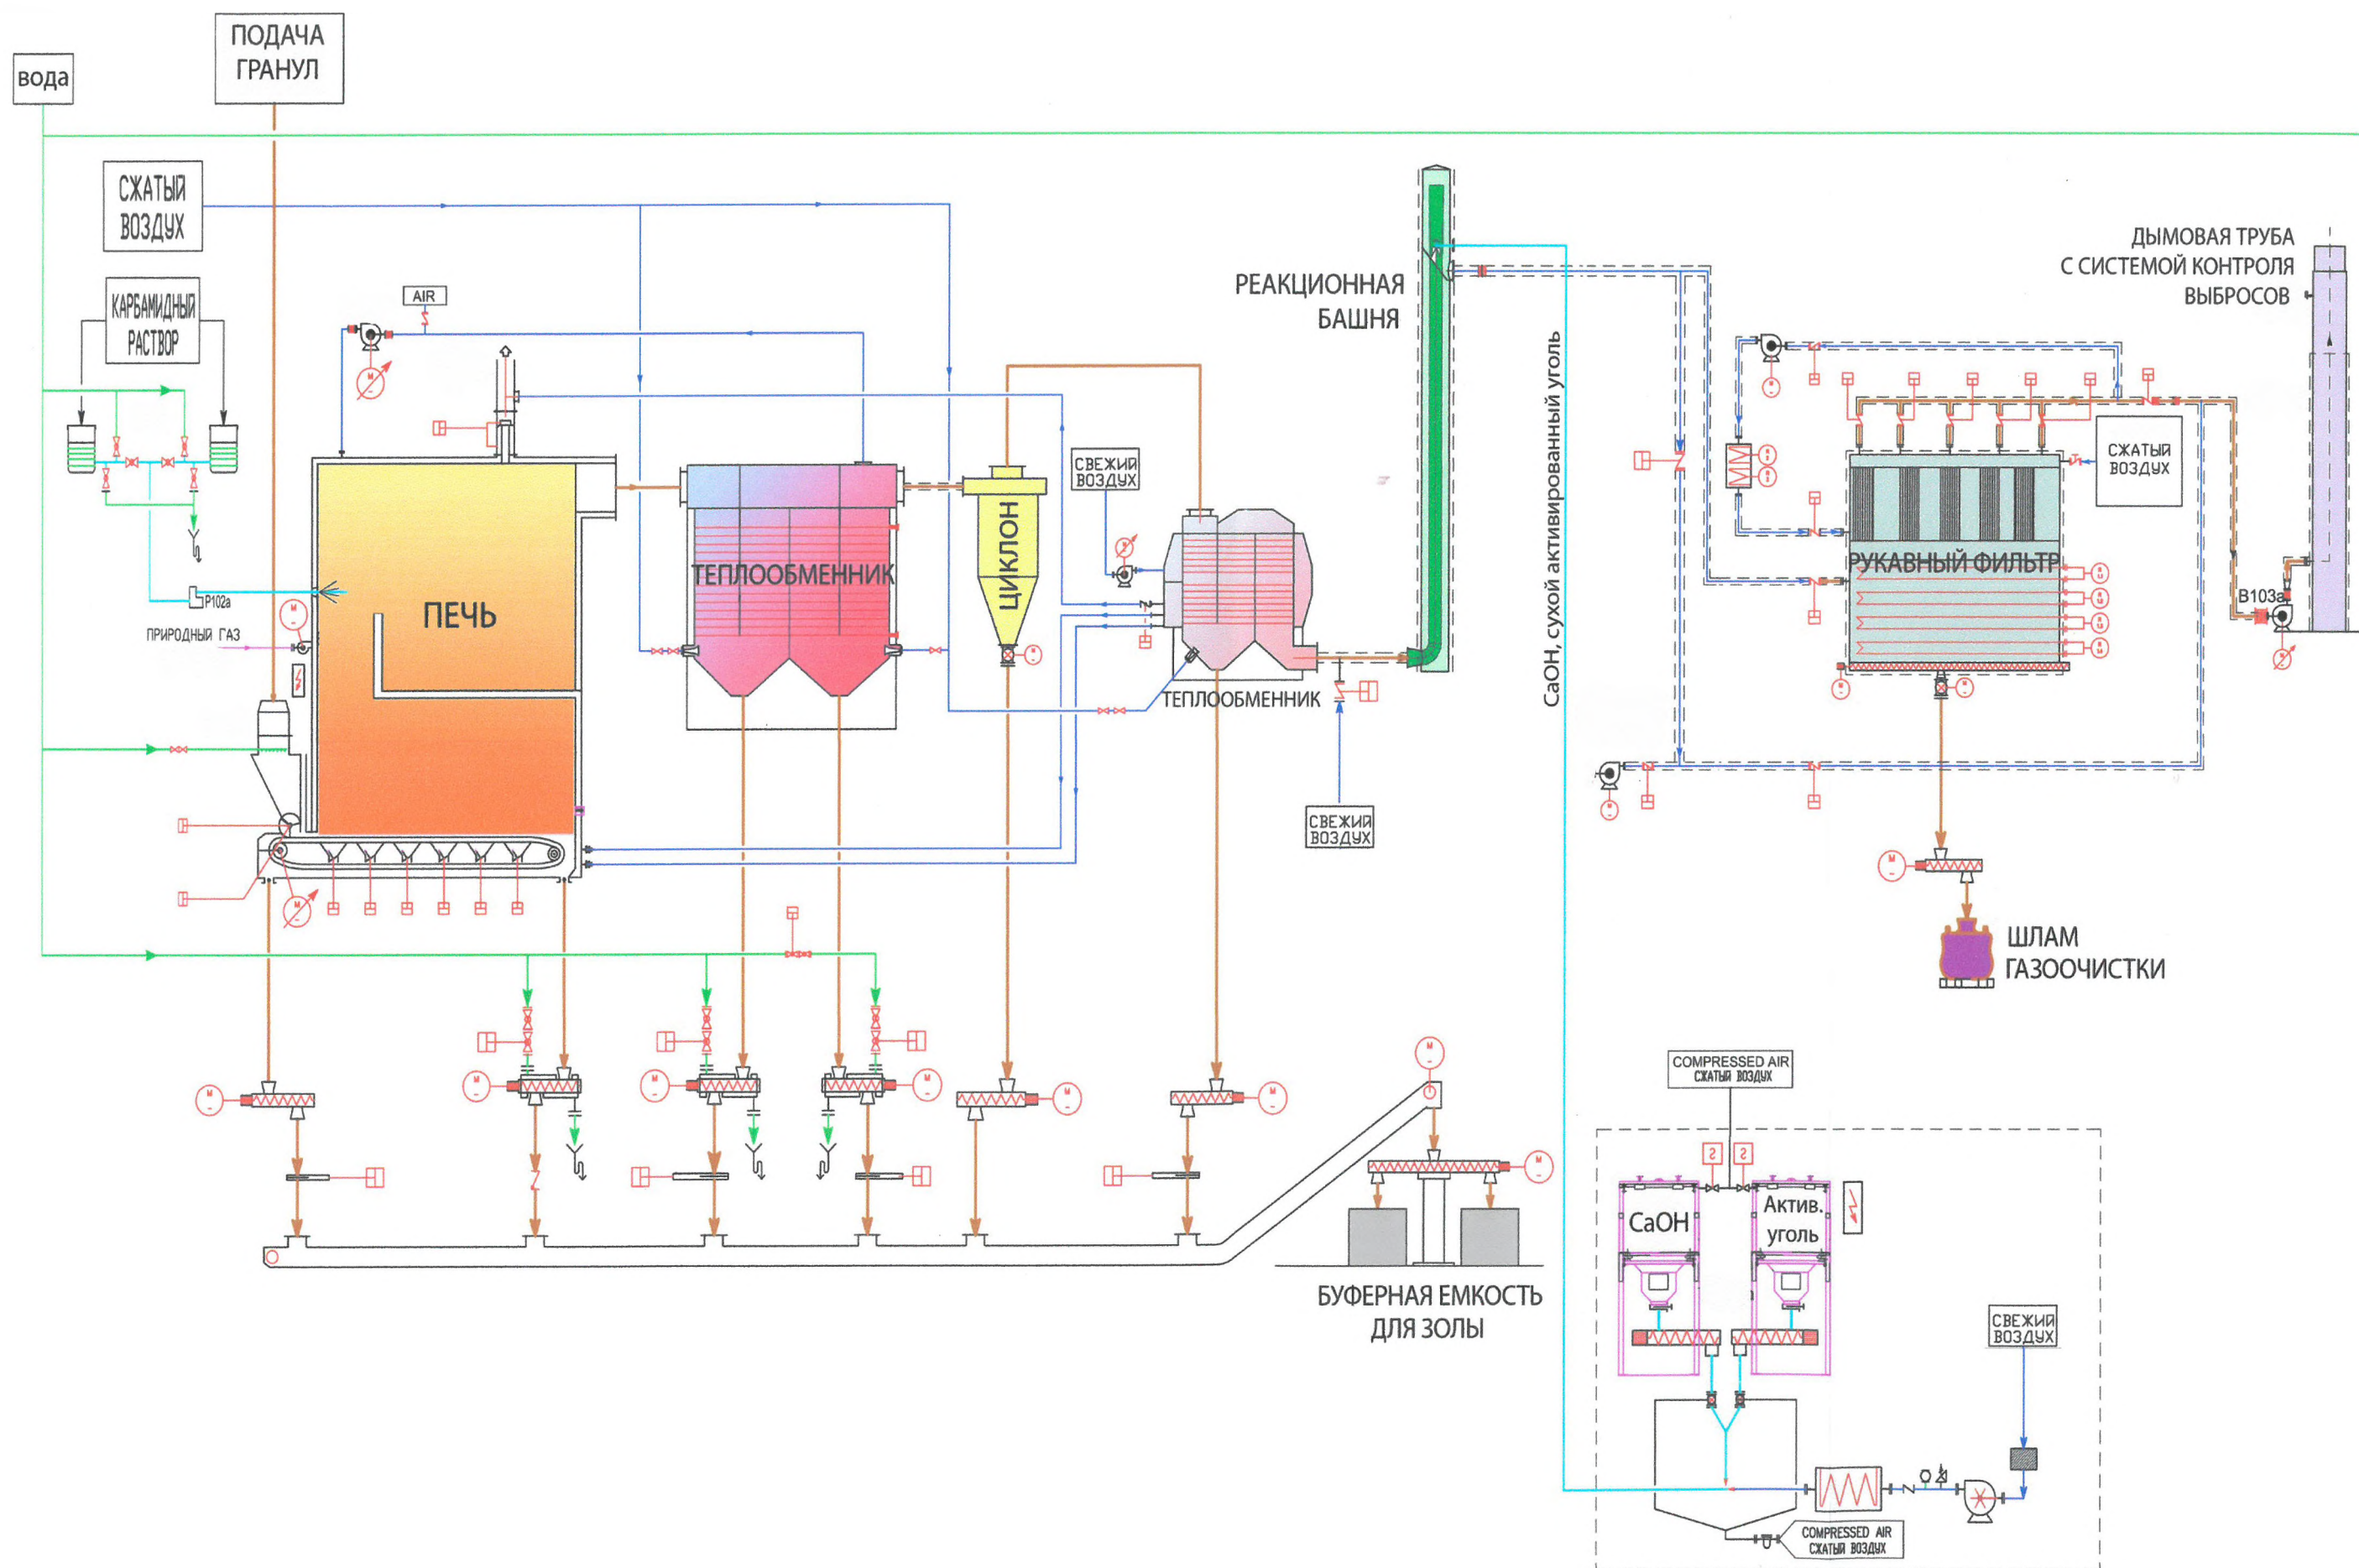 ПОДАЧА
ГРАНУЛ
вода
СЖАТЫЙ
ВОЗДУХ
КАРБАМИДНЫЙ
РАСТВОР
AIR
P102a
ПРИРОДНЫЙ ГАЗ
M
ПЕЧЬ
M
M
ТЕПЛООБМЕННИК
ЦИКЛОН
СВЕЖИЙ
ВОЗДУХ
ТЕПЛООБМЕННИК
СВЕЖИЙ
ВОЗДУХ
РЕАКЦИОННАЯ
БАШНЯ
CaOH, сухой активированный уголь
ДЫМОВАЯ ТРУБА
С СИСТЕМОЙ КОНТРОЛЯ
ВЫБРОСОВ
СЖАТЫЙ
ВОЗДУХ
РУКАВНЫЙ ФИЛЬТР
B103a
M
ШЛАМ
ГАЗООЧИСТКИ
M
M
M
M
M
M
M
M
БУФЕРНАЯ ЕМКОСТЬ
ДЛЯ ЗОЛЫ
COMPRESSED AIR
СЖАТЫЙ ВОЗДУХ
CaOH
Актив.
уголь
СВЕЖИЙ
ВОЗДУХ
COMPRESSED AIR
СЖАТЫЙ ВОЗДУХ